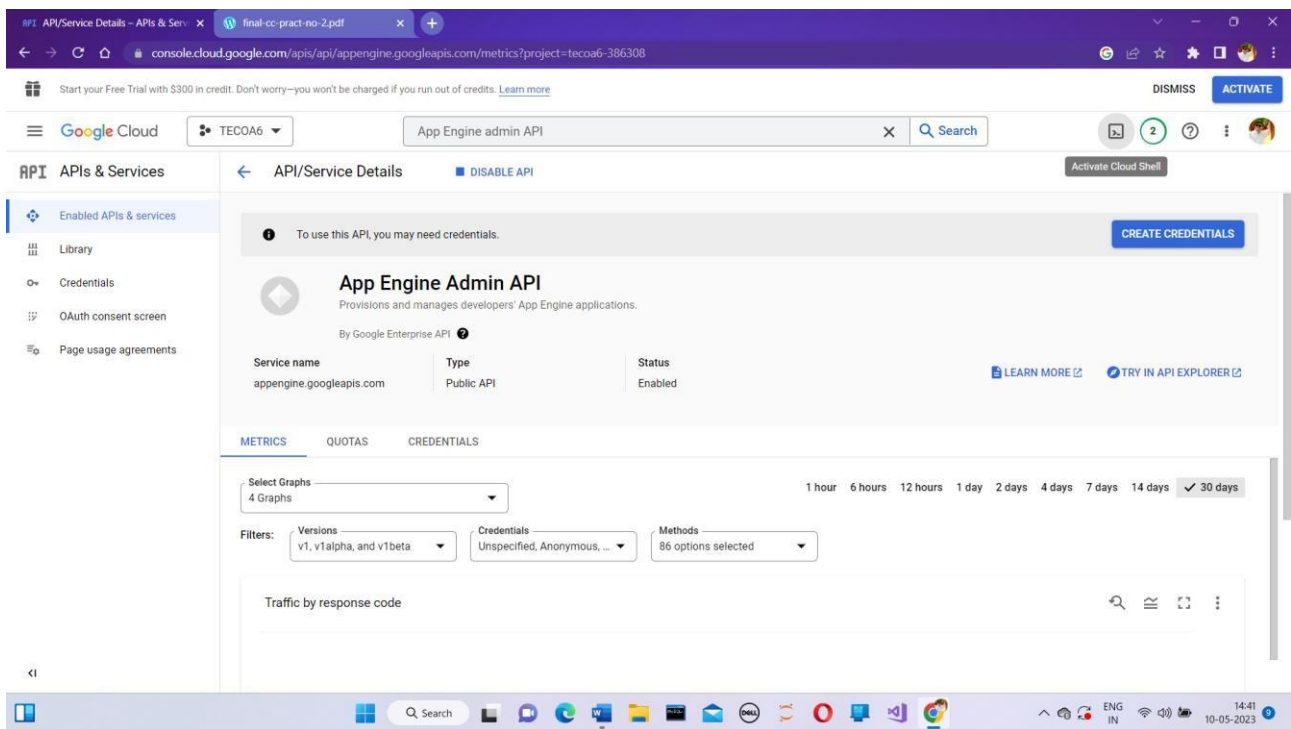 API API/Service Details – APIs & Serv
final-cc-pract-no-2.pdf
console.cloud.google.com/apis/api/appengine.googleapis.com/metrics?project=tecoa6-386308
Start your Free Trial with $300 in credit. Don't worry—you won't be charged if you run out of credits. Learn more
DISMISS
ACTIVATE
Google Cloud
TECOA6
App Engine admin API
Search
2
API APIs & Services
API/Service Details
DISABLE API
Activate Cloud Shell
Enabled APIs & services
Library
Credentials
OAuth consent screen
Page usage agreements
To use this API, you may need credentials.
CREATE CREDENTIALS
App Engine Admin API
Provisions and manages developers' App Engine applications.
By Google Enterprise API
Service name
appengine.googleapis.com
Type
Public API
Status
Enabled
LEARN MORE
TRY IN API EXPLORER
METRICS QUOTAS CREDENTIALS
Select Graphs
4 Graphs
1 hour 6 hours 12 hours 1 day 2 days 4 days 7 days 14 days 30 days
Filters:
Versions
v1, v1alpha, and v1beta
Credentials
Unspecified, Anonymous, ...
Methods
86 options selected
Traffic by response code
Search
DELL
ENG
IN
14:41
10-05-2023
9